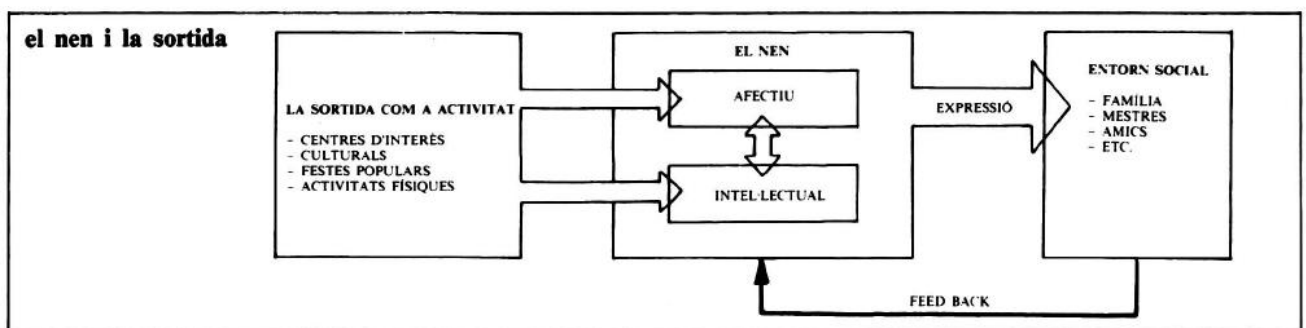 el nen i la sortida
LA SORTIDA COM A ACTIVITAT
- CENTRES D'INTERÈS
- CULTURALS
- FESTES POPULARS
- ACTIVITATS FÍSIQUES
EL NEN
AFECTIU
INTEL·LECTUAL
EXPRESSIÓ
ENTORN SOCIAL
- FAMÍLIA
- MESTRES
- AMICS
- ETC.
FEED BACK